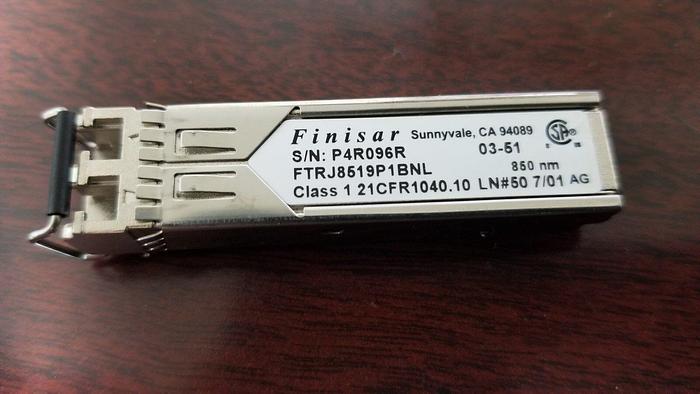 Finisar Sunnyvale, CA 94089 SA®
S/N: P4R096R 03-51
FTRJ8519P1BNL 850 nm
Class 1 21CFR1040.10 LN#50 7/01 AG